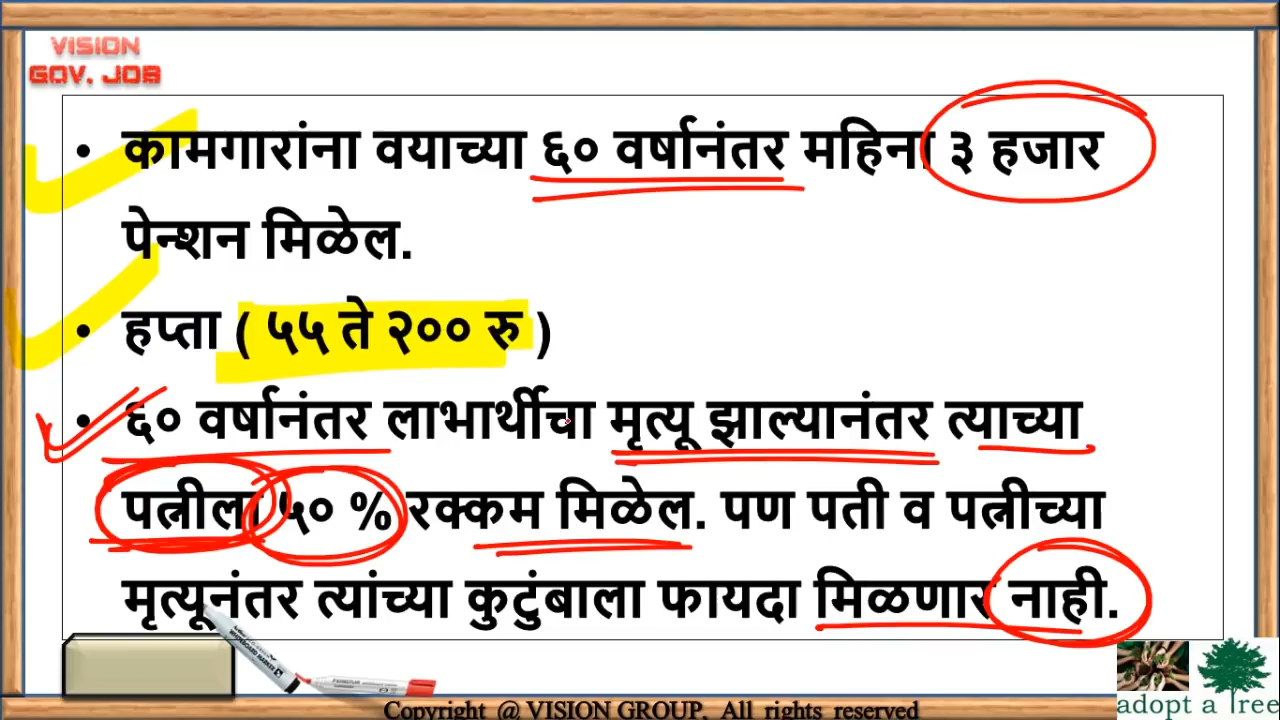 VISION
GOV. JOB
• कामगारांना वयाच्या ६० वर्षानंतर महिना ३ हजार
पेन्शन मिळेल.
• हप्ता ( ५५ ते २०० रु )
• ६० वर्षानंतर लाभार्थीचा मृत्यू झाल्यानंतर त्याच्या
पत्नीला ५० % रक्कम मिळेल. पण पती व पत्नीच्या
मृत्यूनंतर त्यांच्या कुटुंबाला फायदा मिळणार नाही.
adopt a Tree
Copyright @ VISION GROUP. All rights reserved